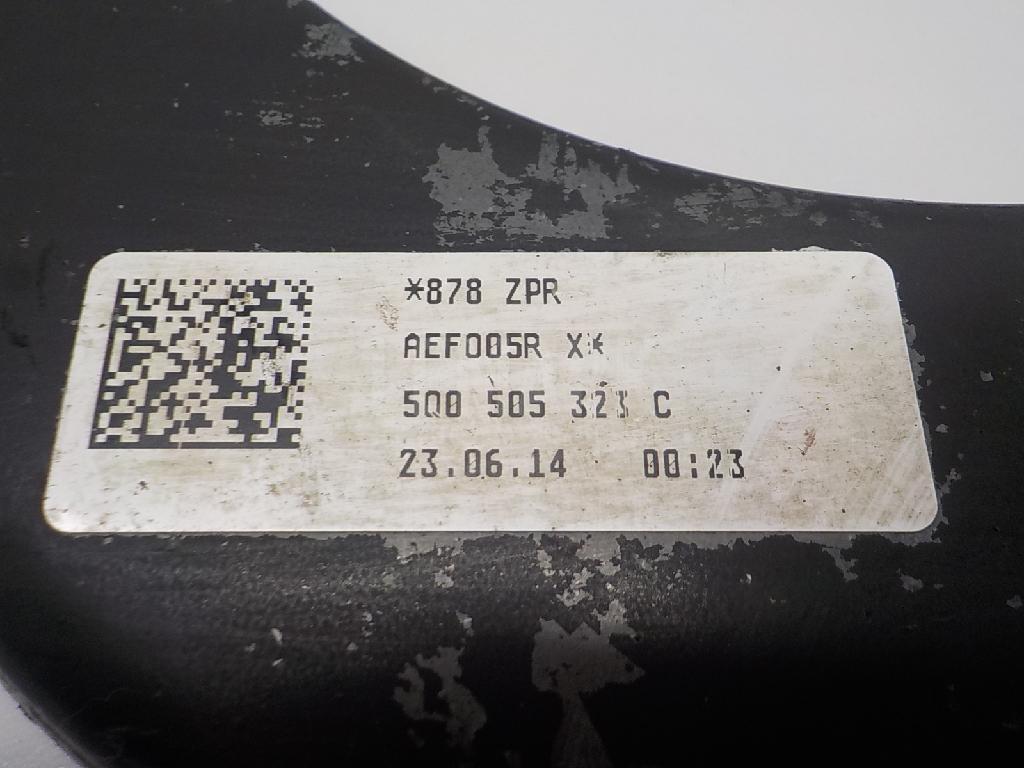 *878 ZPR
AEF005R X*
5Q0 505 323 C
23.06.14 00:23